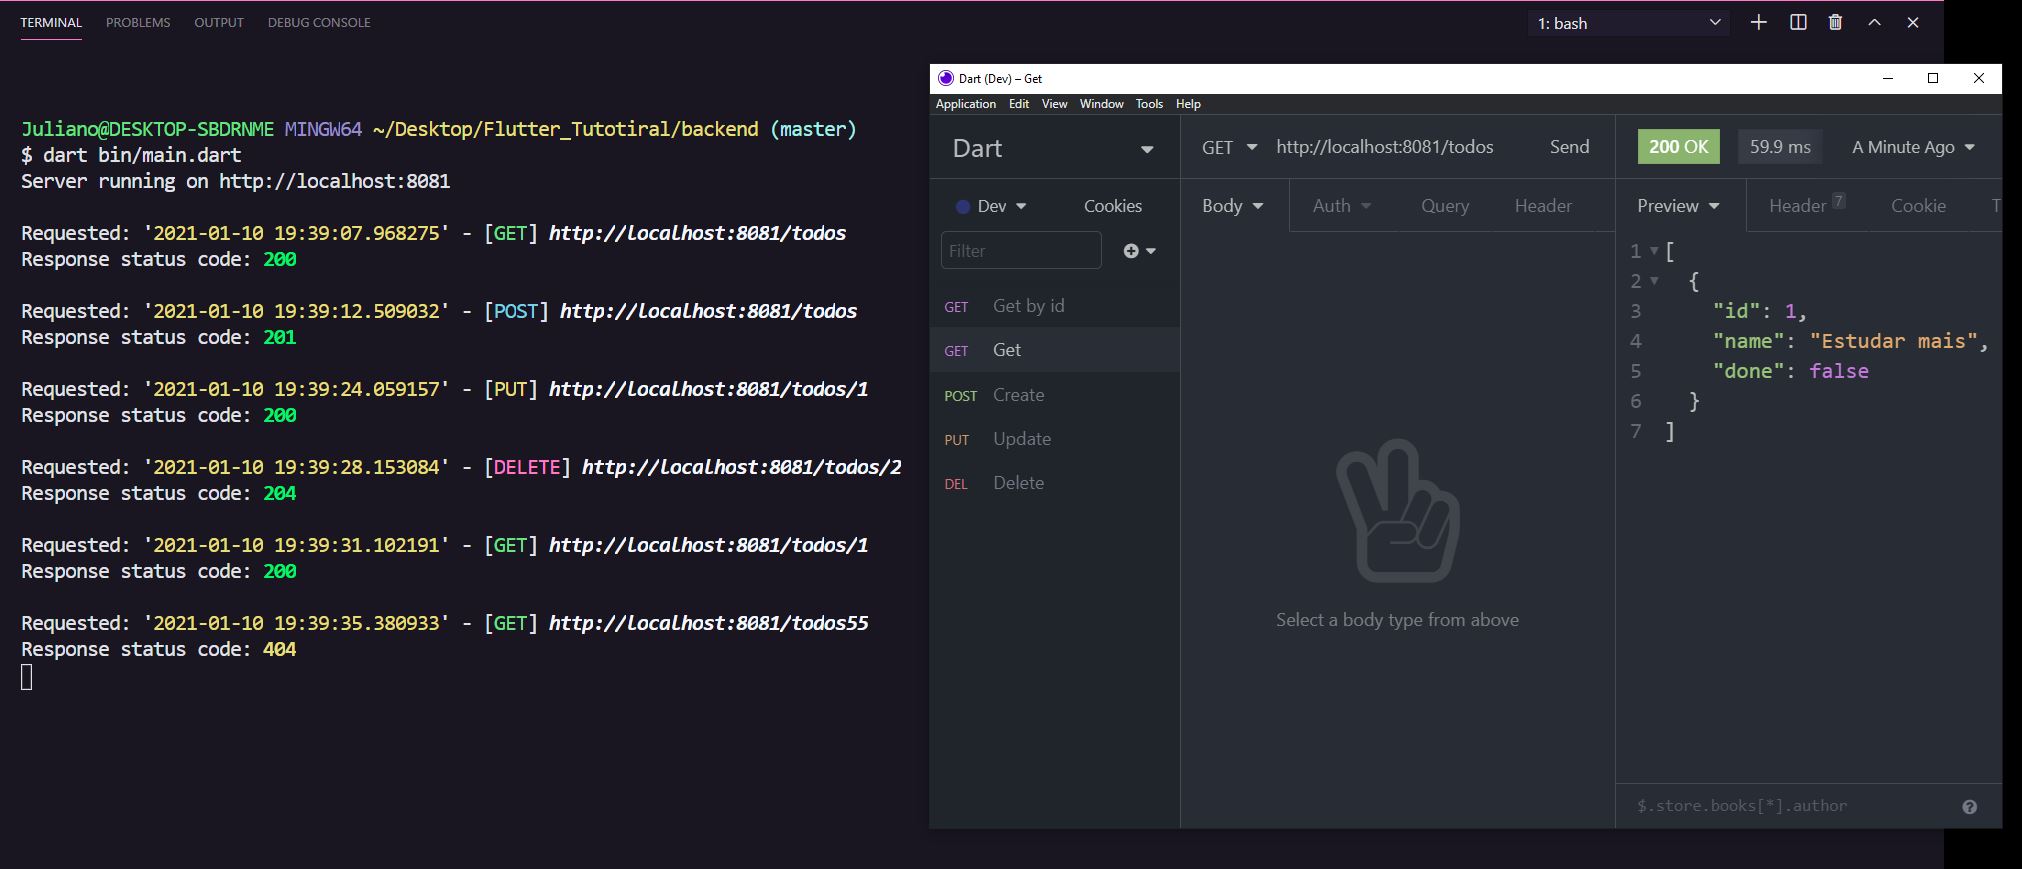 TERMINAL PROBLEMS OUTPUT DEBUG CONSOLE
1: bash
Juliano@DESKTOP-SBDRNME MINGW64 ~/Desktop/Flutter_Tutotiral/backend (master)
$ dart bin/main.dart
Server running on http://localhost:8081
Requested: '2021-01-10 19:39:07.968275' - [GET] http://localhost:8081/todos
Response status code: 200
Requested: '2021-01-10 19:39:12.509032' - [POST] http://localhost:8081/todos
Response status code: 201
Requested: '2021-01-10 19:39:24.059157' - [PUT] http://localhost:8081/todos/1
Response status code: 200
Requested: '2021-01-10 19:39:28.153084' - [DELETE] http://localhost:8081/todos/2
Response status code: 204
Requested: '2021-01-10 19:39:31.102191' - [GET] http://localhost:8081/todos/1
Response status code: 200
Requested: '2021-01-10 19:39:35.380933' - [GET] http://localhost:8081/todos55
Response status code: 404
Dart (Dev) – Get
Application Edit View Window Tools Help
Dart
Dev Cookies
Filter
GET Get by id
GET Get
POST Create
PUT Update
DEL Delete
GET http://localhost:8081/todos Send
Body Auth Query Header
Select a body type from above
200 OK 59.9 ms A Minute Ago
Preview Header 7 Cookie T
1 [
2 {
3 "id": 1,
4 "name": "Estudar mais",
5 "done": false
6 }
7 ]
$.store.books[*].author